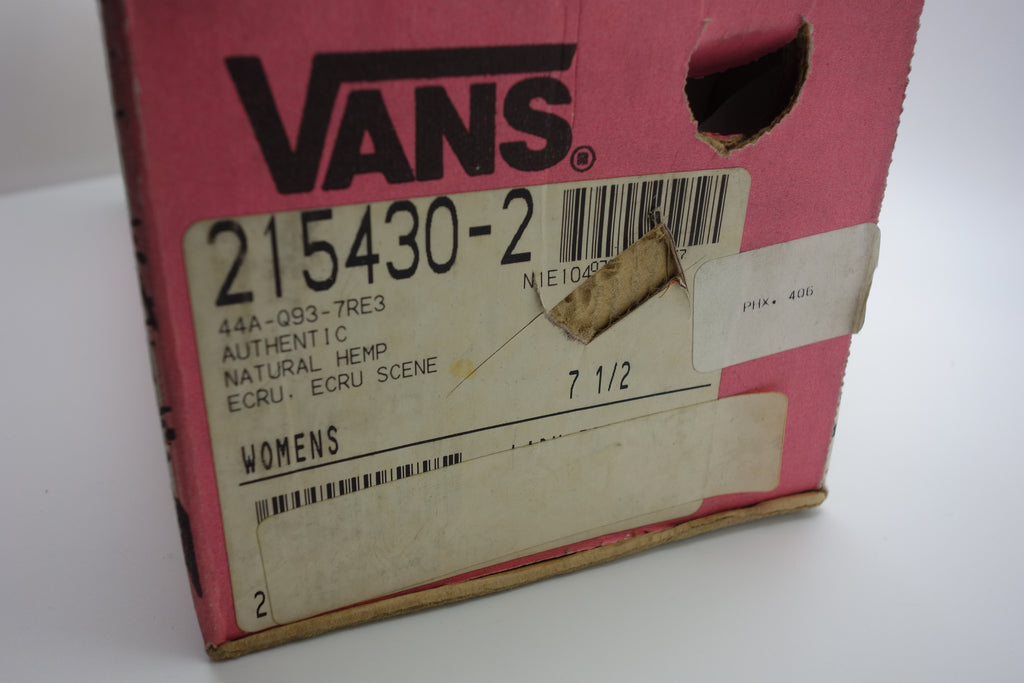 VANS®
215430-2
44A-Q93-7RE3
AUTHENTIC
NATURAL HEMP
ECRU. ECRU SCENE
7 1/2
WOMENS
2
PHX. 406